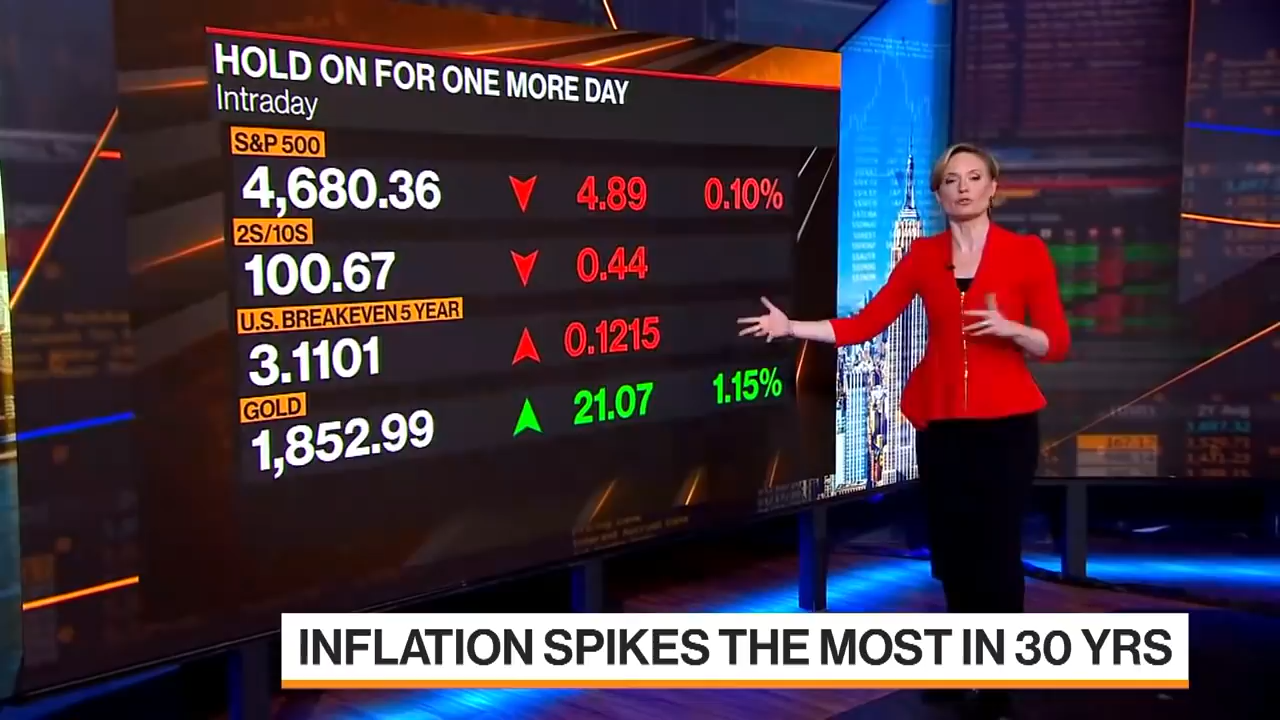 HOLD ON FOR ONE MORE DAY
Intraday
S&P 500
4,680.36 4.89 0.10%
2S/10S
100.67 0.44
U.S. BREAKEVEN 5 YEAR
3.1101 0.1215
GOLD
1,852.99 21.07 1.15%
167.17
INFLATION SPIKES THE MOST IN 30 YRS